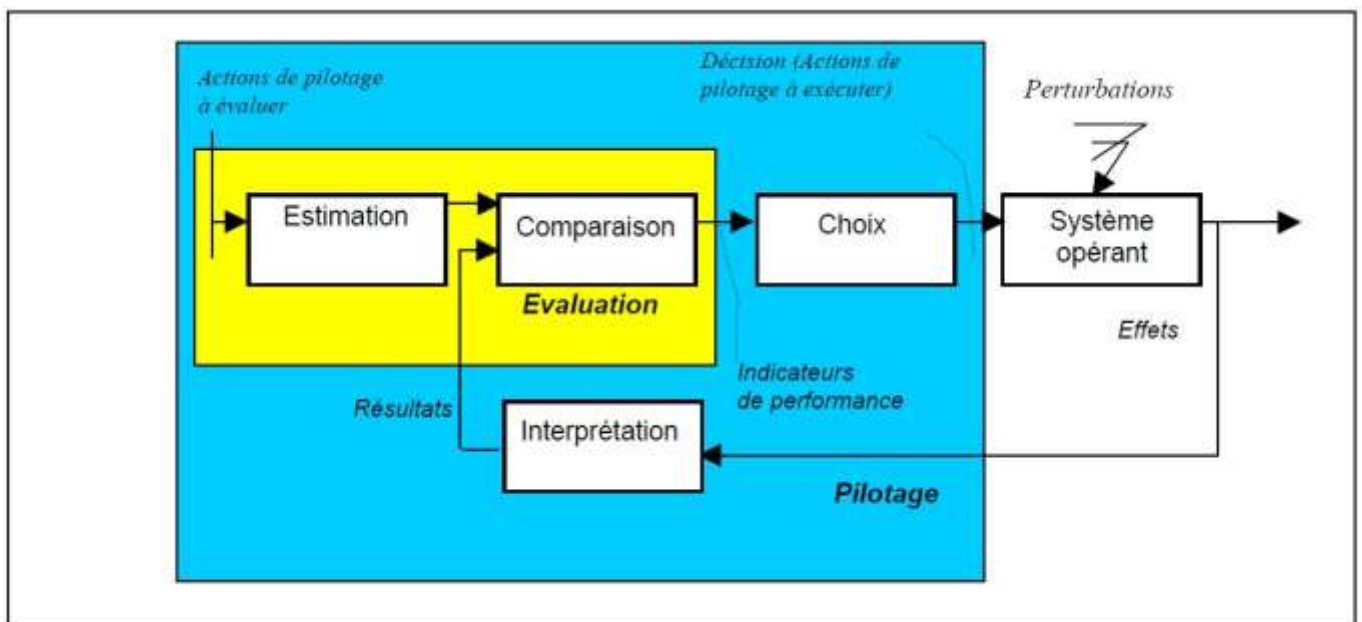 Actions de pilotage
à évaluer
Décision (Actions de
pilotage à exécuter)
Perturbations
Estimation
Comparaison
Choix
Système
opérant
Evaluation
Effets
Indicateurs
de performance
Résultats
Interprétation
Pilotage